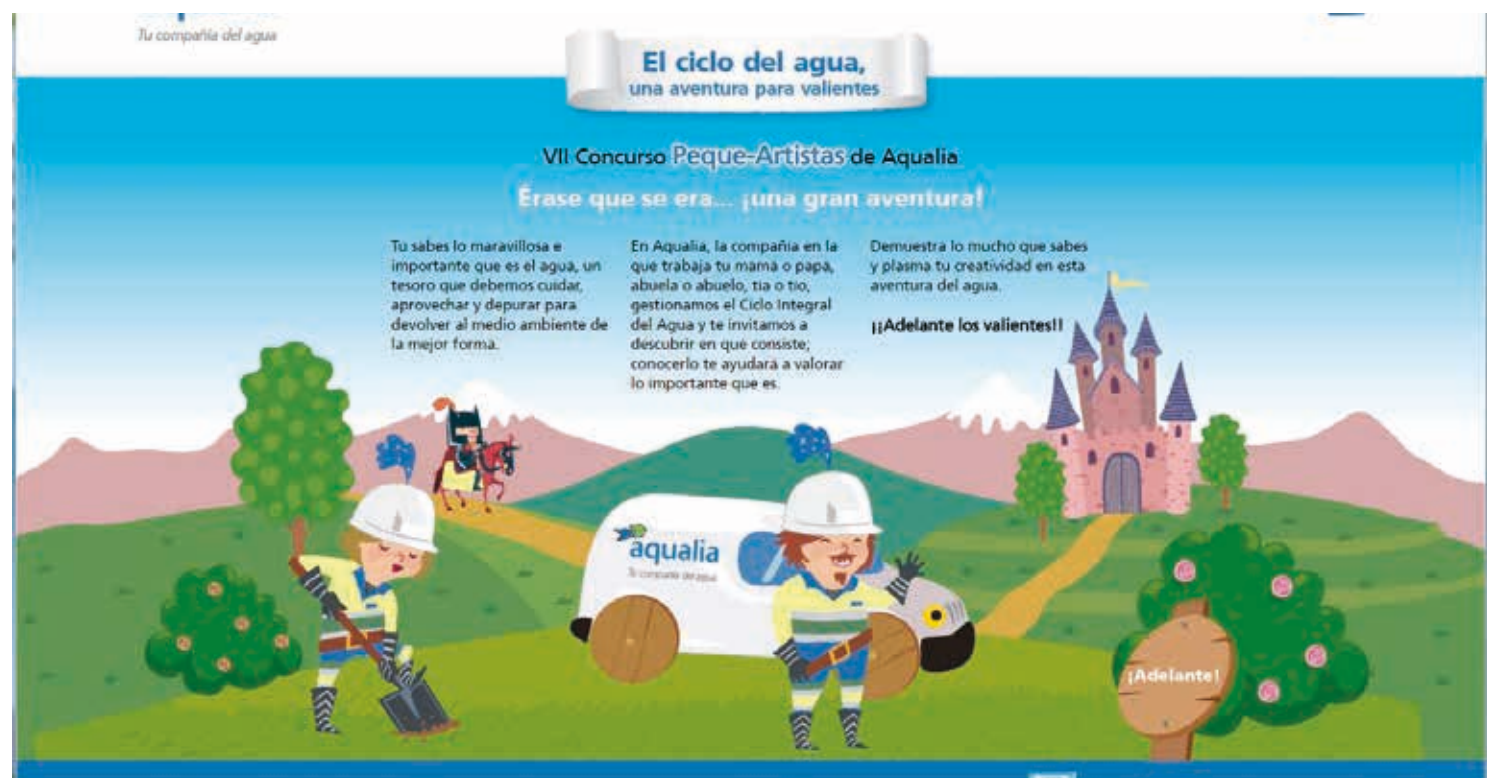 Tu compañía del agua
El ciclo del agua,
una aventura para valientes
VII Concurso Peque-Artistas de Aqualia
Érase que se era... ¡una gran aventura!
Tu sabes lo maravillosa e
importante que es el agua, un
tesoro que debemos cuidar,
aprovechar y depurar para
devolver al medio ambiente de
la mejor forma.
En Aqualia, la compañía en la
que trabaja tu mamá o papá,
abuela o abuelo, tía o tío,
gestionamos el Ciclo Integral
del Agua y te invitamos a
descubrir en qué consiste;
conocerlo te ayudará a valorar
lo importante que es.
Demuestra lo mucho que sabes
y plasma tu creatividad en esta
aventura del agua.
¡¡Adelante los valientes!!
aqualia
Tu compañía del agua
¡Adelante!